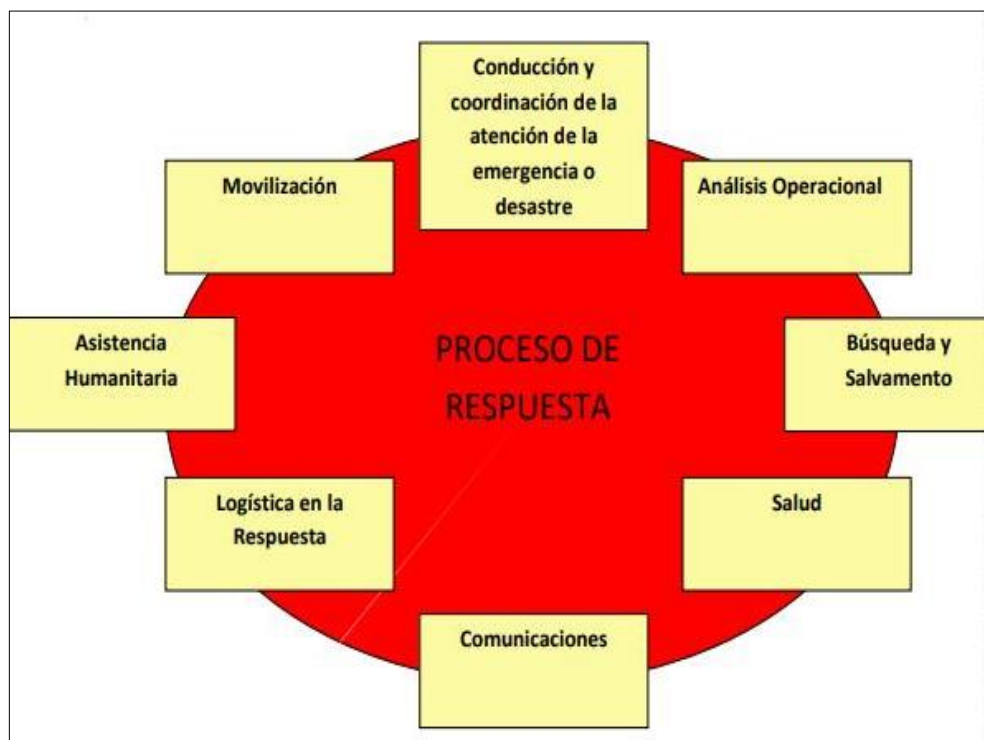 Conducción y
coordinación de la
atención de la
emergencia o
desastre
Movilización
Análisis Operacional
Asistencia
Humanitaria
PROCESO DE
RESPUESTA
Búsqueda y
Salvamento
Logística en la
Respuesta
Salud
Comunicaciones